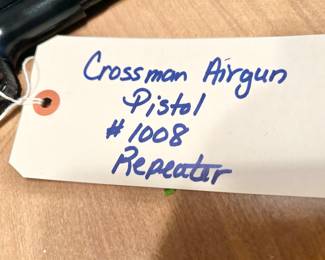 Crossman Airgun
Pistol
#1008
Repeater